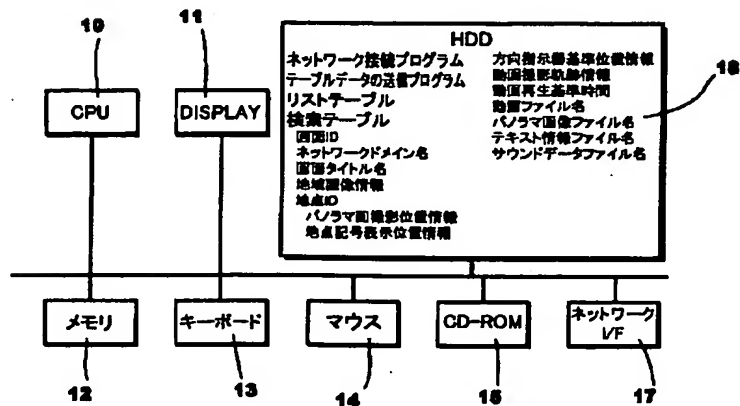 10
11
CPU
DISPLAY
HDD
ネットワーク接続プログラム
テーブルデータの送信プログラム
リストテーブル
検索テーブル
画面ID
ネットワークドメイン名
画面タイトル名
地域画像情報
地点ID
パノラマ画撮影位置情報
地点記号表示位置情報
方向指示器基準位置情報
動画撮影軌跡情報
動画再生基準時間
動画ファイル名
パノラマ画像ファイル名
テキスト情報ファイル名
サウンドデータファイル名
18
メモリ
キーボード
マウス
CD-ROM
ネットワーク
I/F
12
13
14
15
17